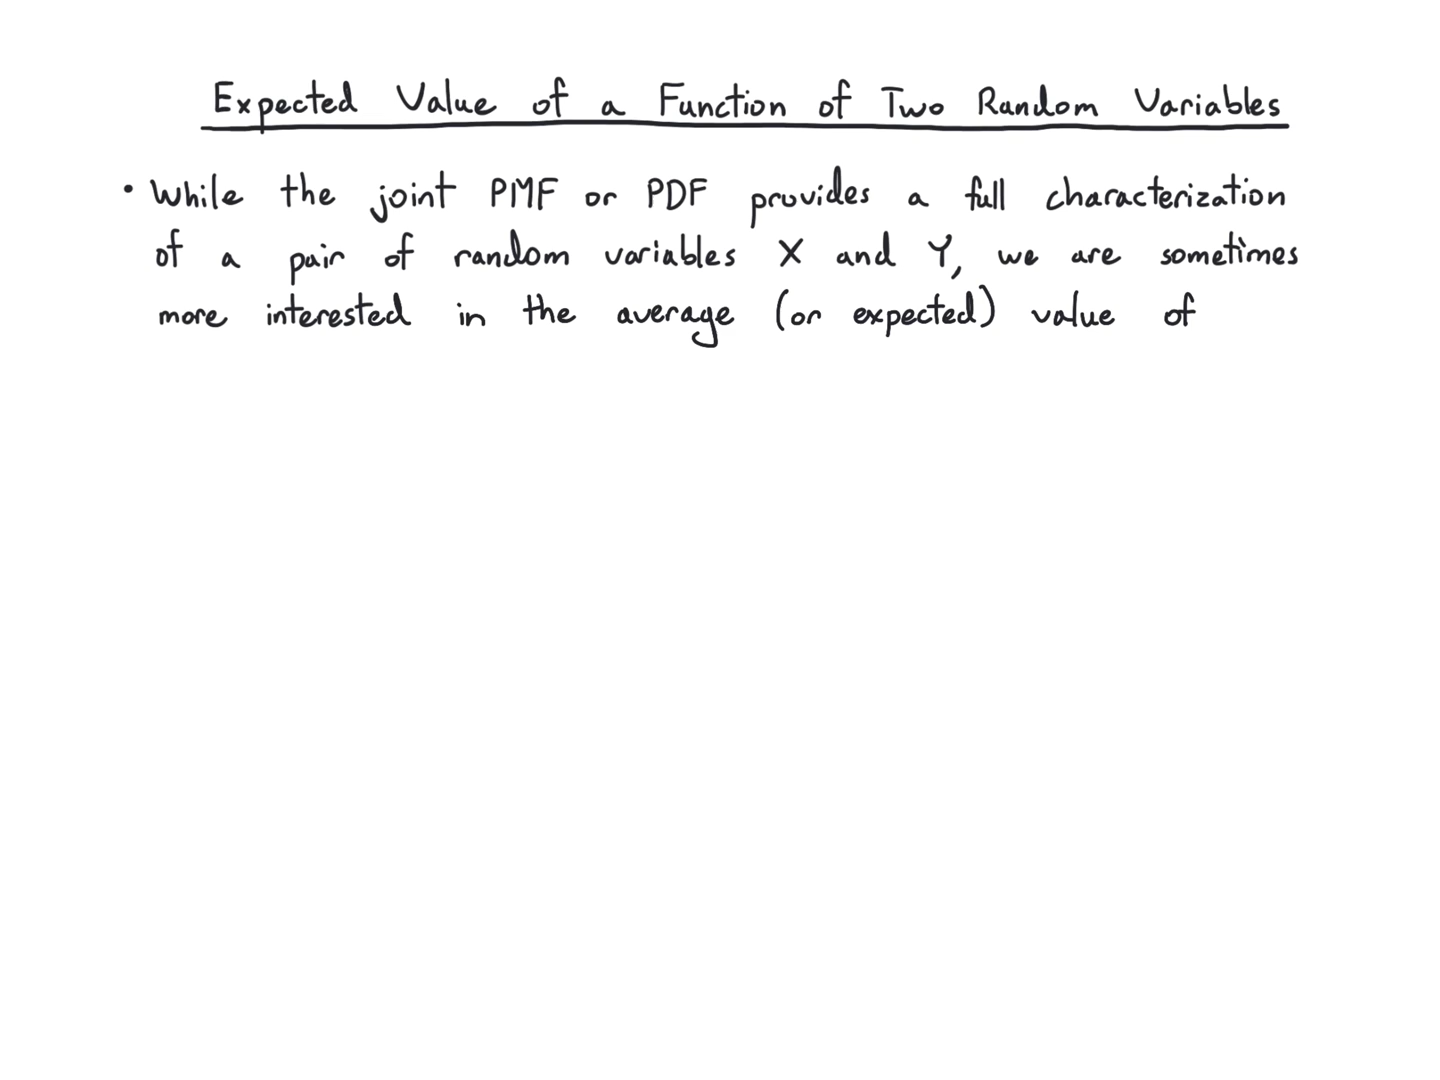 Expected Value of a Function of Two Random Variables
• While the joint PMF or PDF provides a full characterization
of a pair of random variables X and Y, we are sometimes
more interested in the average (or expected) value of